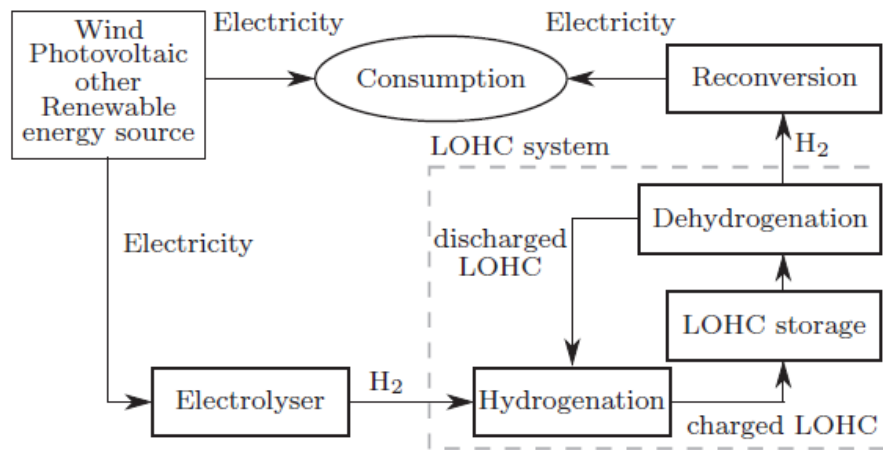 Wind
Photovoltaic
other
Renewable
energy source
Electricity
Consumption
Electricity
Reconversion
LOHC system
H₂
Dehydrogenation
discharged
LOHC
Electricity
LOHC storage
Electrolyser
H₂
Hydrogenation
charged LOHC